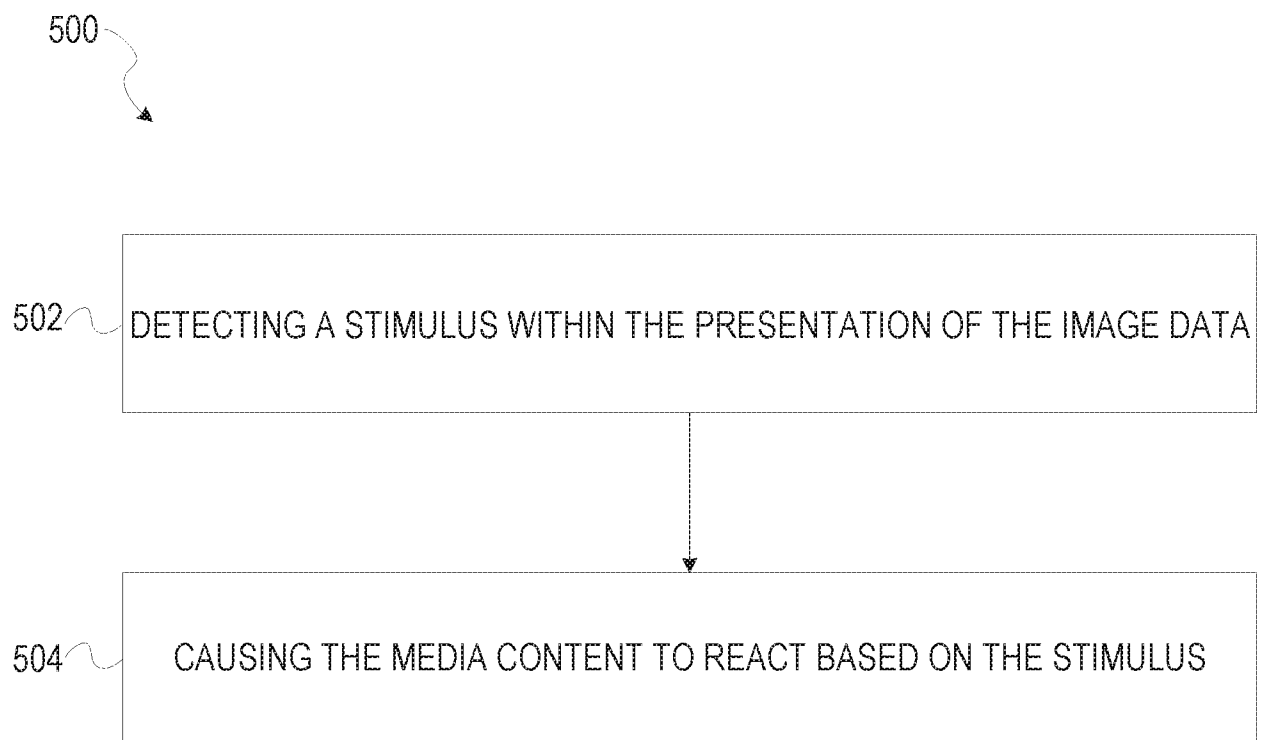 500
502
DETECTING A STIMULUS WITHIN THE PRESENTATION OF THE IMAGE DATA
504
CAUSING THE MEDIA CONTENT TO REACT BASED ON THE STIMULUS